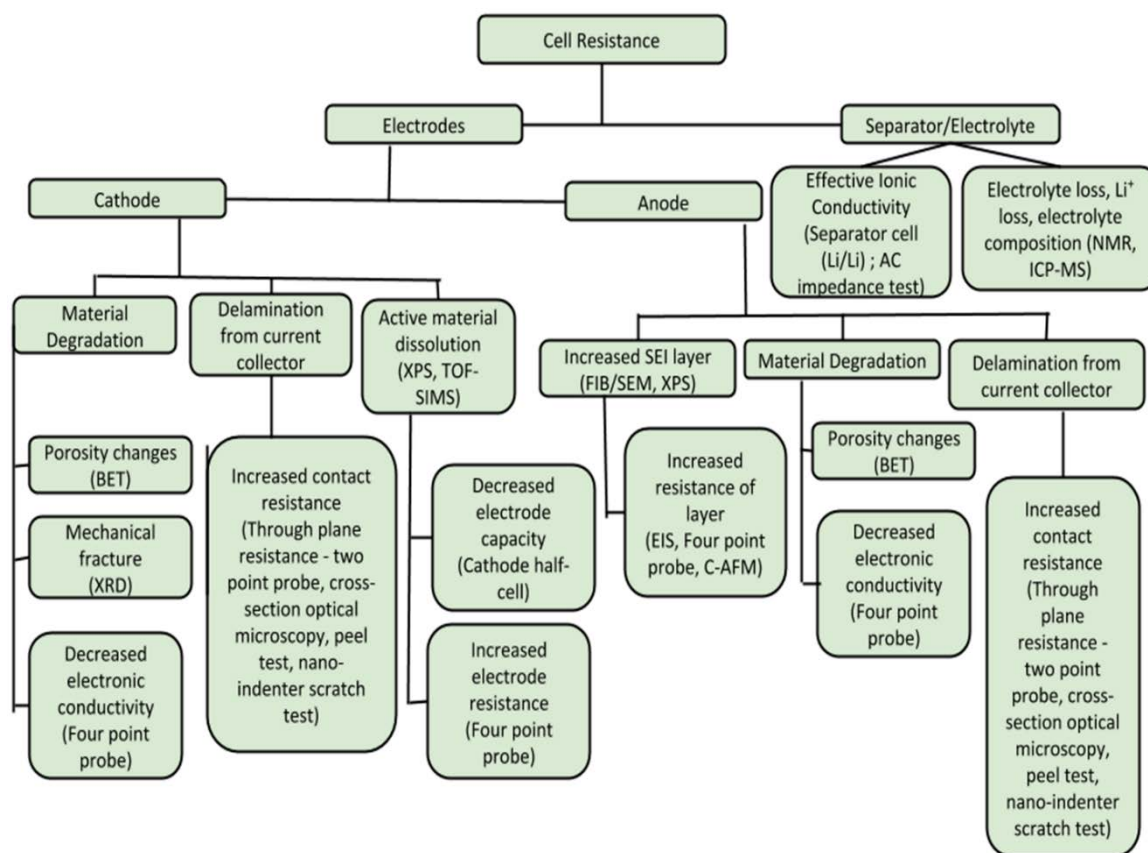 Cell Resistance
Electrodes
Separator/Electrolyte
Cathode
Anode
Effective Ionic
Conductivity
(Separator cell
(Li/Li) ; AC
impedance test)
Electrolyte loss, Li⁺
loss, electrolyte
composition (NMR,
ICP-MS)
Material
Degradation
Delamination
from current
collector
Active material
dissolution
(XPS, TOF-
SIMS)
Increased SEI layer
(FIB/SEM, XPS)
Material Degradation
Delamination from
current collector
Porosity changes
(BET)
Mechanical
fracture
(XRD)
Decreased
electronic
conductivity
(Four point
probe)
Increased contact
resistance
(Through plane
resistance - two
point probe, cross-
section optical
microscopy, peel
test, nano-
indenter scratch
test)
Decreased
electrode
capacity
(Cathode half-
cell)
Increased
electrode
resistance
(Four point
probe)
Increased
resistance of
layer
(EIS, Four point
probe, C-AFM)
Porosity changes
(BET)
Decreased
electronic
conductivity
(Four point
probe)
Increased
contact
resistance
(Through
plane
resistance -
two point
probe, cross-
section optical
microscopy,
peel test,
nano-indenter
scratch test)